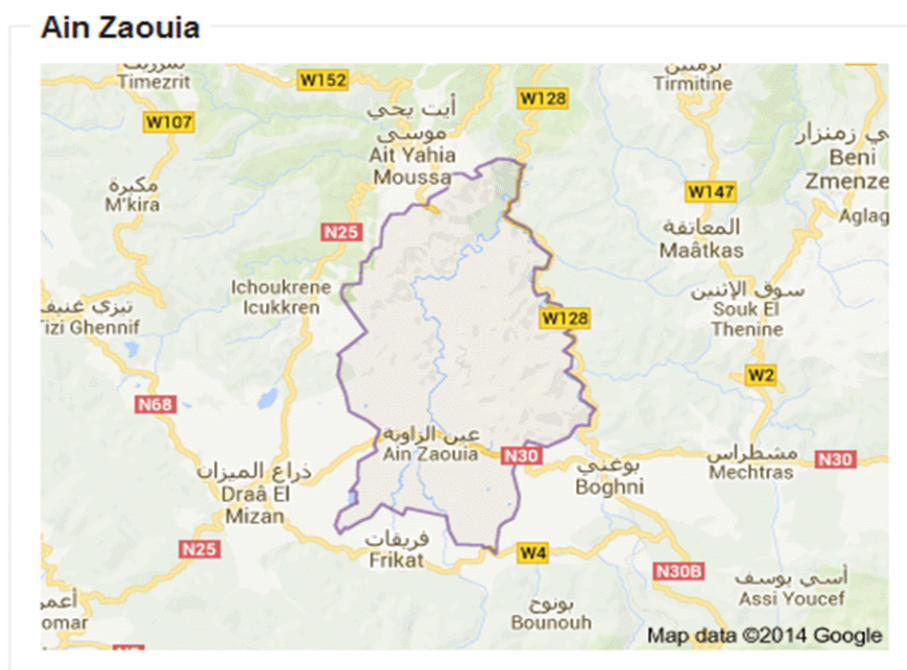 Ain Zaouia
Timezrit
W152
W128
Tirmitine
W107
أيت يحي
موسى
Ait Yahia
Moussa
ي زمنزار
Beni
Zmenze
مكيرة
M'kira
W147
Aglag
N25
المعاتقة
Maâtkas
Ichoukrene
Icukkren
سوق الإثنين
Souk El
Thenine
تيزي غنيف
izi Ghennif
W128
W2
N68
عين الزاوية
Ain Zaouia
N30
بوغني
Boghni
مشطراس
Mechtras
N30
ذراع الميزان
Draâ El
Mizan
N25
فريقات
Frikat
W4
N30B
أسي يوسف
Assi Youcef
أعمر
omar
بونوح
Bounouh
Map data ©2014 Google